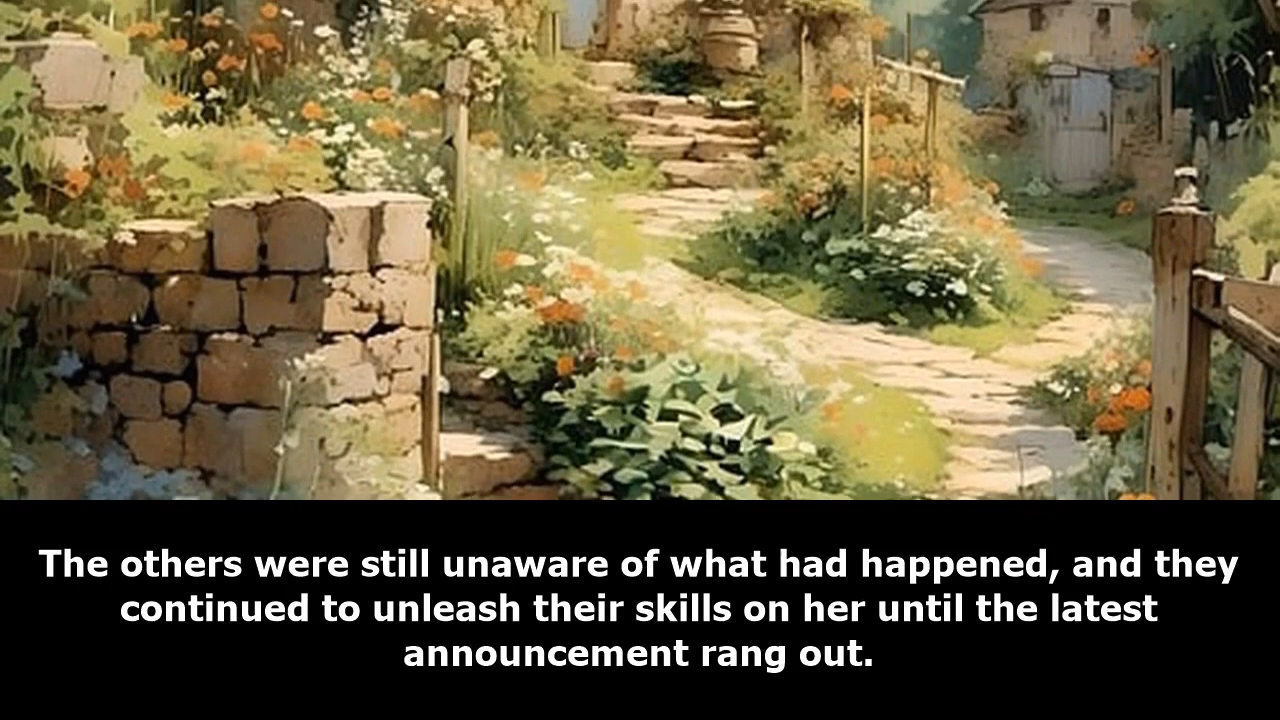 The others were still unaware of what had happened, and they
continued to unleash their skills on her until the latest
announcement rang out.